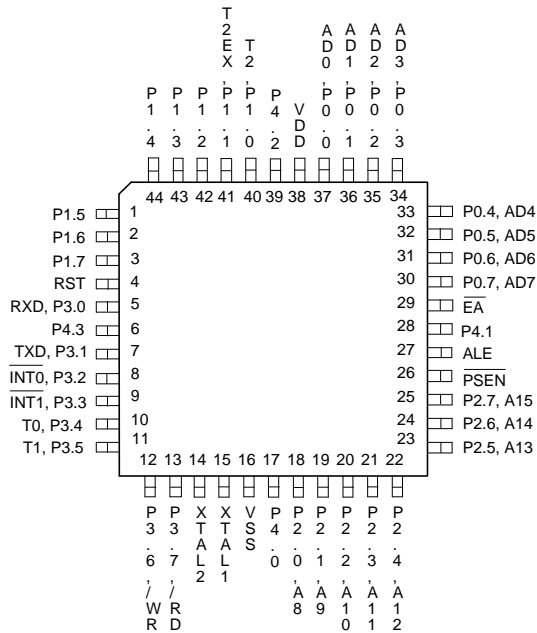 P1.4
P1.3
P1.2
T2EX, P1.1
T2, P1.0
P4.2
VDD
AD0, P0.0
AD1, P0.1
AD2, P0.2
AD3, P0.3
44 43 42 41 40 39 38 37 36 35 34
P1.5 1
P1.6 2
P1.7 3
RST 4
RXD, P3.0 5
P4.3 6
TXD, P3.1 7
INT0, P3.2 8
INT1, P3.3 9
T0, P3.4 10
T1, P3.5 11
33 P0.4, AD4
32 P0.5, AD5
31 P0.6, AD6
30 P0.7, AD7
29 EA
28 P4.1
27 ALE
26 PSEN
25 P2.7, A15
24 P2.6, A14
23 P2.5, A13
12 13 14 15 16 17 18 19 20 21 22
P3.6, /WR
P3.7, /RD
XTAL2
XTAL1
VSS
P4.0
P2.0, A8
P2.1, A9
P2.2, A10
P2.3, A11
P2.4, A12